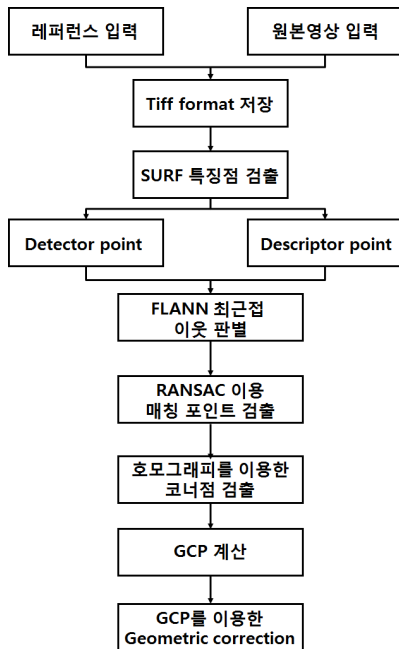 레퍼런스 입력
원본영상 입력
Tiff format 저장
SURF 특징점 검출
Detector point
Descriptor point
FLANN 최근접
이웃 판별
RANSAC 이용
매칭 포인트 검출
호모그래피를 이용한
코너점 검출
GCP 계산
GCP를 이용한
Geometric correction